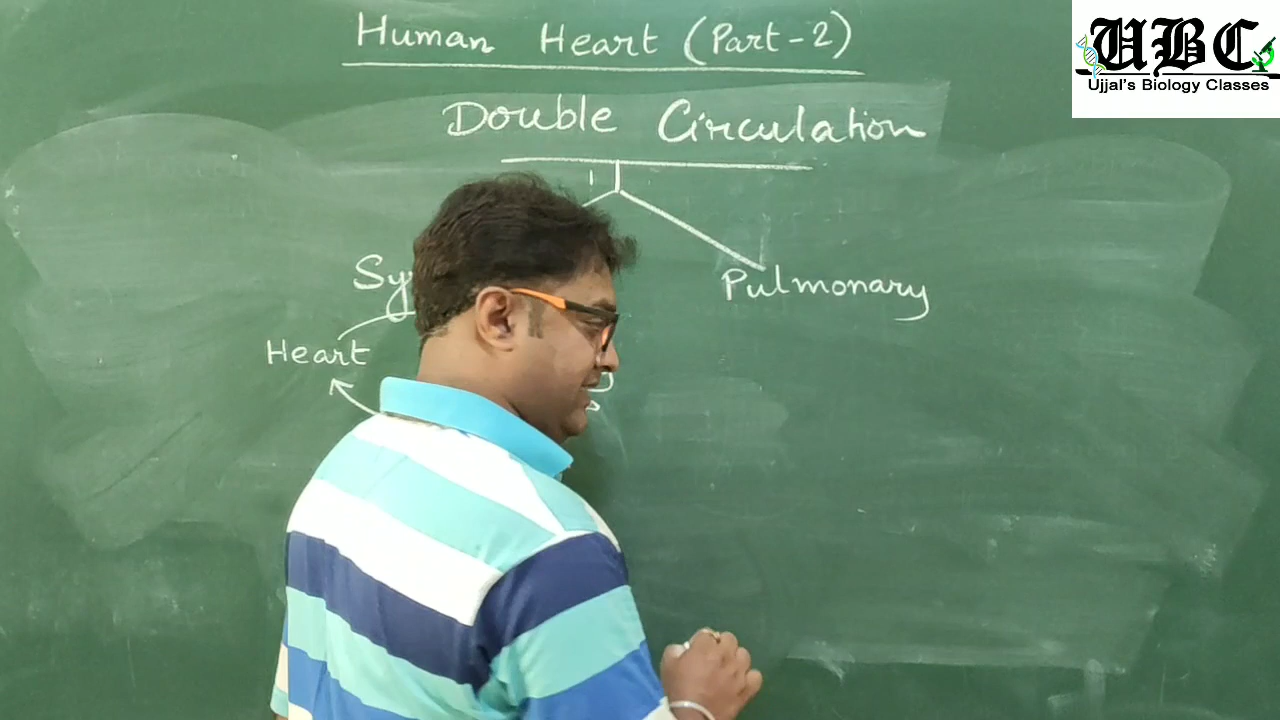 Human Heart (Part-2)
UBC
Ujjal's Biology Classes
Double Circulation
Pulmonary
Heart